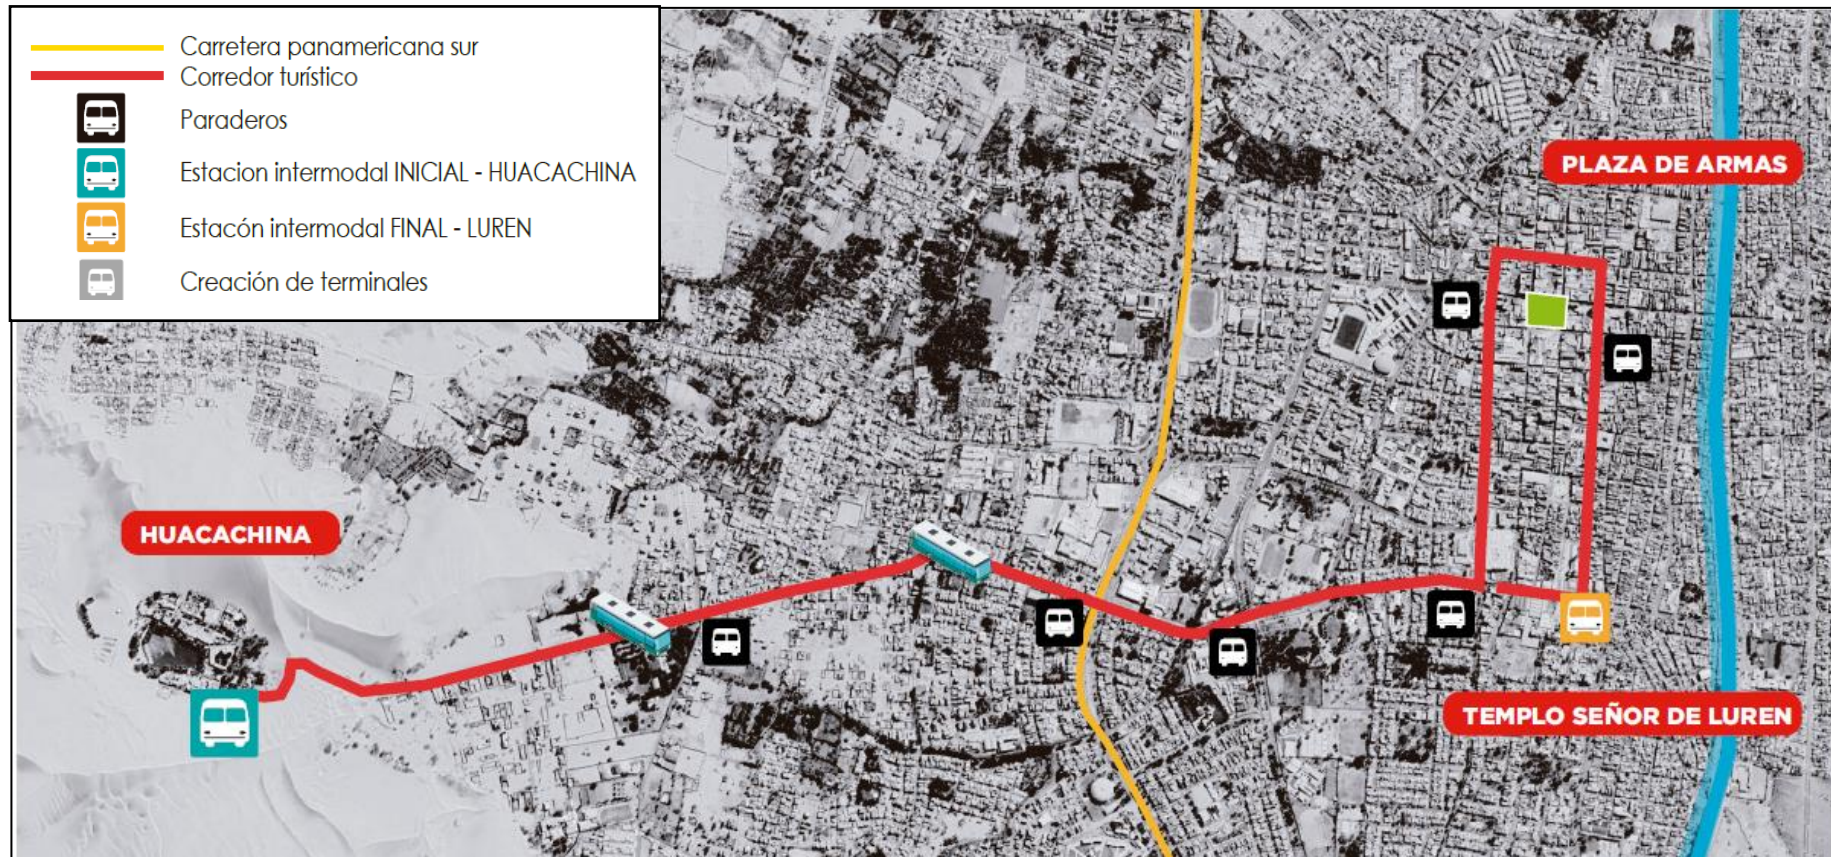 Carretera panamericana sur
Corredor turístico
Paraderos
Estacion intermodal INICIAL - HUACACHINA
Estacón intermodal FINAL - LUREN
Creación de terminales
PLAZA DE ARMAS
HUACACHINA
TEMPLO SEÑOR DE LUREN